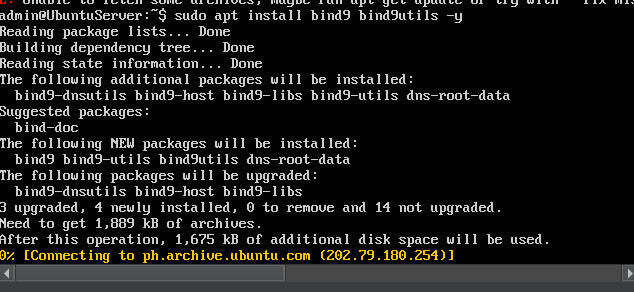 E: Unable to fetch some archives, maybe run apt-get update or try with --fix-mis
admin@UbuntuServer:~$ sudo apt install bind9 bind9utils -y
Reading package lists... Done
Building dependency tree... Done
Reading state information... Done
The following additional packages will be installed:
  bind9-dnsutils bind9-host bind9-libs bind9-utils dns-root-data
Suggested packages:
  bind-doc
The following NEW packages will be installed:
  bind9 bind9-utils bind9utils dns-root-data
The following packages will be upgraded:
  bind9-dnsutils bind9-host bind9-libs
3 upgraded, 4 newly installed, 0 to remove and 14 not upgraded.
Need to get 1,889 kB of archives.
After this operation, 1,675 kB of additional disk space will be used.
0% [Connecting to ph.archive.ubuntu.com (202.79.180.254)]